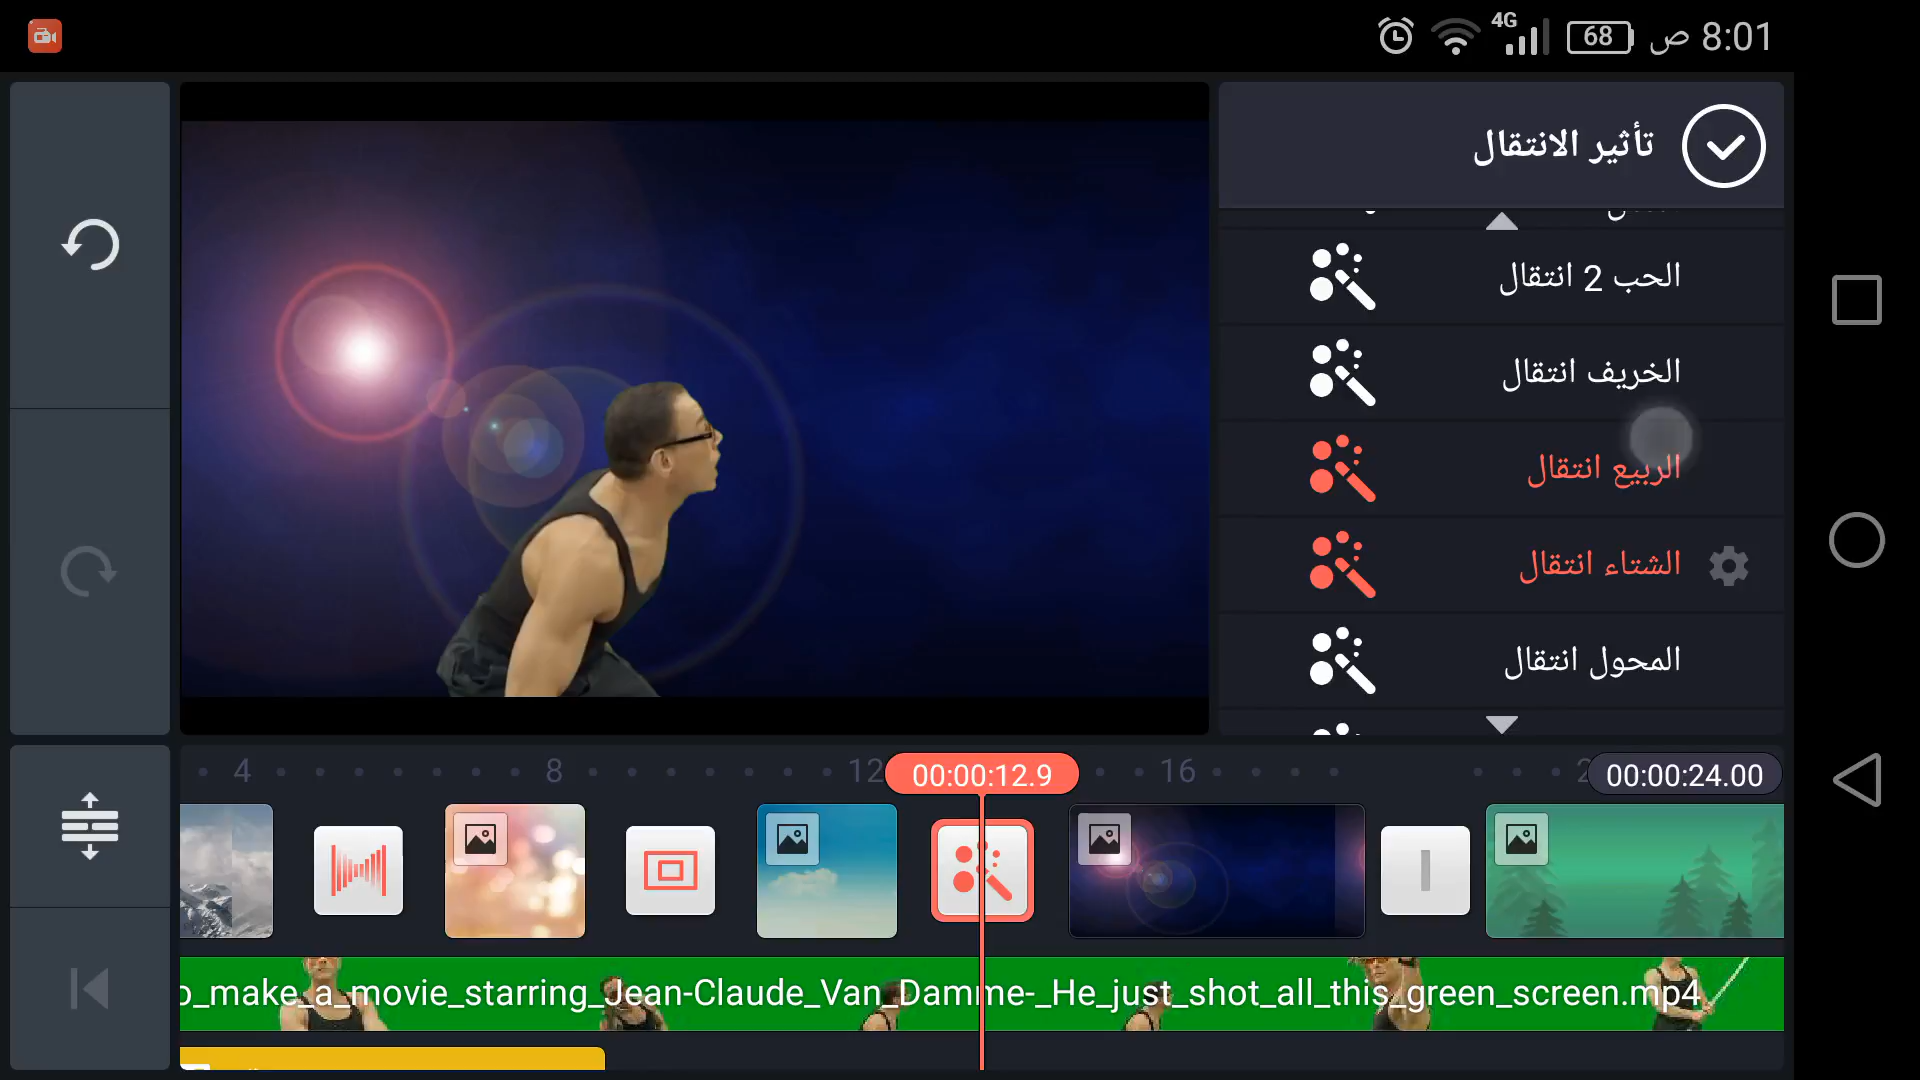 4G 68 ص 8:01
تأثير الانتقال
الحب 2 انتقال
الخريف انتقال
الربيع انتقال
الشتاء انتقال
المحول انتقال
4 8 12 00:00:12.9 16 00:00:24.00
_make_a_movie_starring_Jean-Claude_Van_Damme-_He_just_shot_all_this_green_screen.mp4